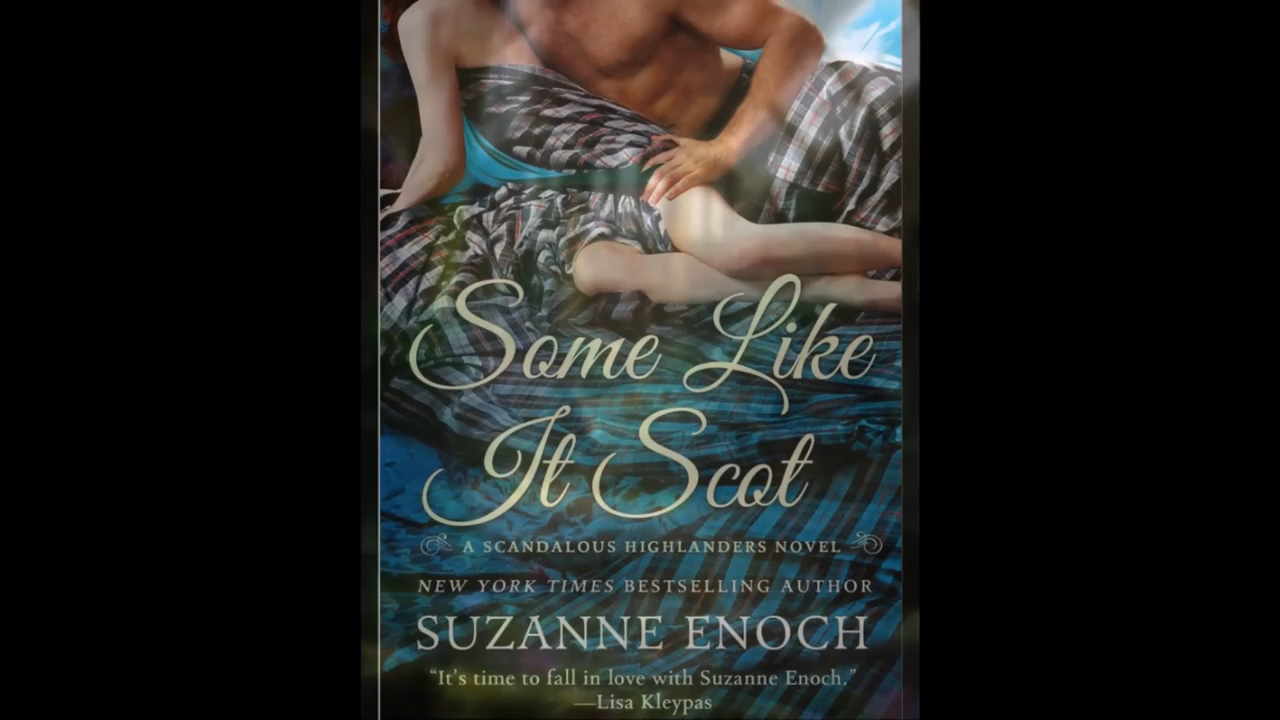 Some Like
It Scot
A SCANDALOUS HIGHLANDERS NOVEL
NEW YORK TIMES BESTSELLING AUTHOR
SUZANNE ENOCH
“It’s time to fall in love with Suzanne Enoch.”
—Lisa Kleypas